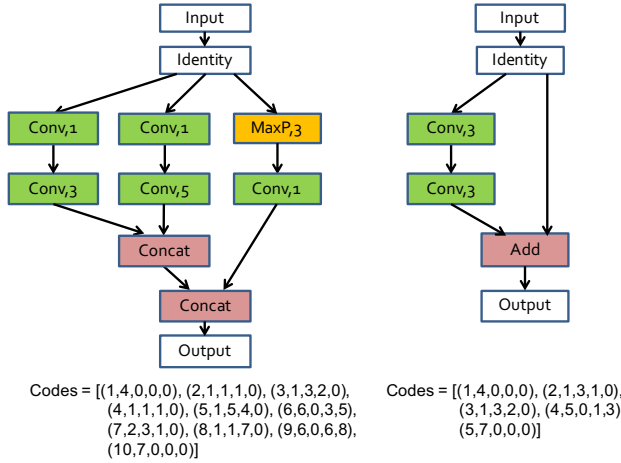 Input
Identity
Conv,1
Conv,1
MaxP,3
Conv,3
Conv,5
Conv,1
Concat
Concat
Output
Codes = [(1,4,0,0,0), (2,1,1,1,0), (3,1,3,2,0),
(4,1,1,1,0), (5,1,5,4,0), (6,6,0,3,5),
(7,2,3,1,0), (8,1,1,7,0), (9,6,0,6,8),
(10,7,0,0,0)]
Input
Identity
Conv,3
Conv,3
Add
Output
Codes = [(1,4,0,0,0), (2,1,3,1,0),
(3,1,3,2,0), (4,5,0,1,3)
(5,7,0,0,0)]